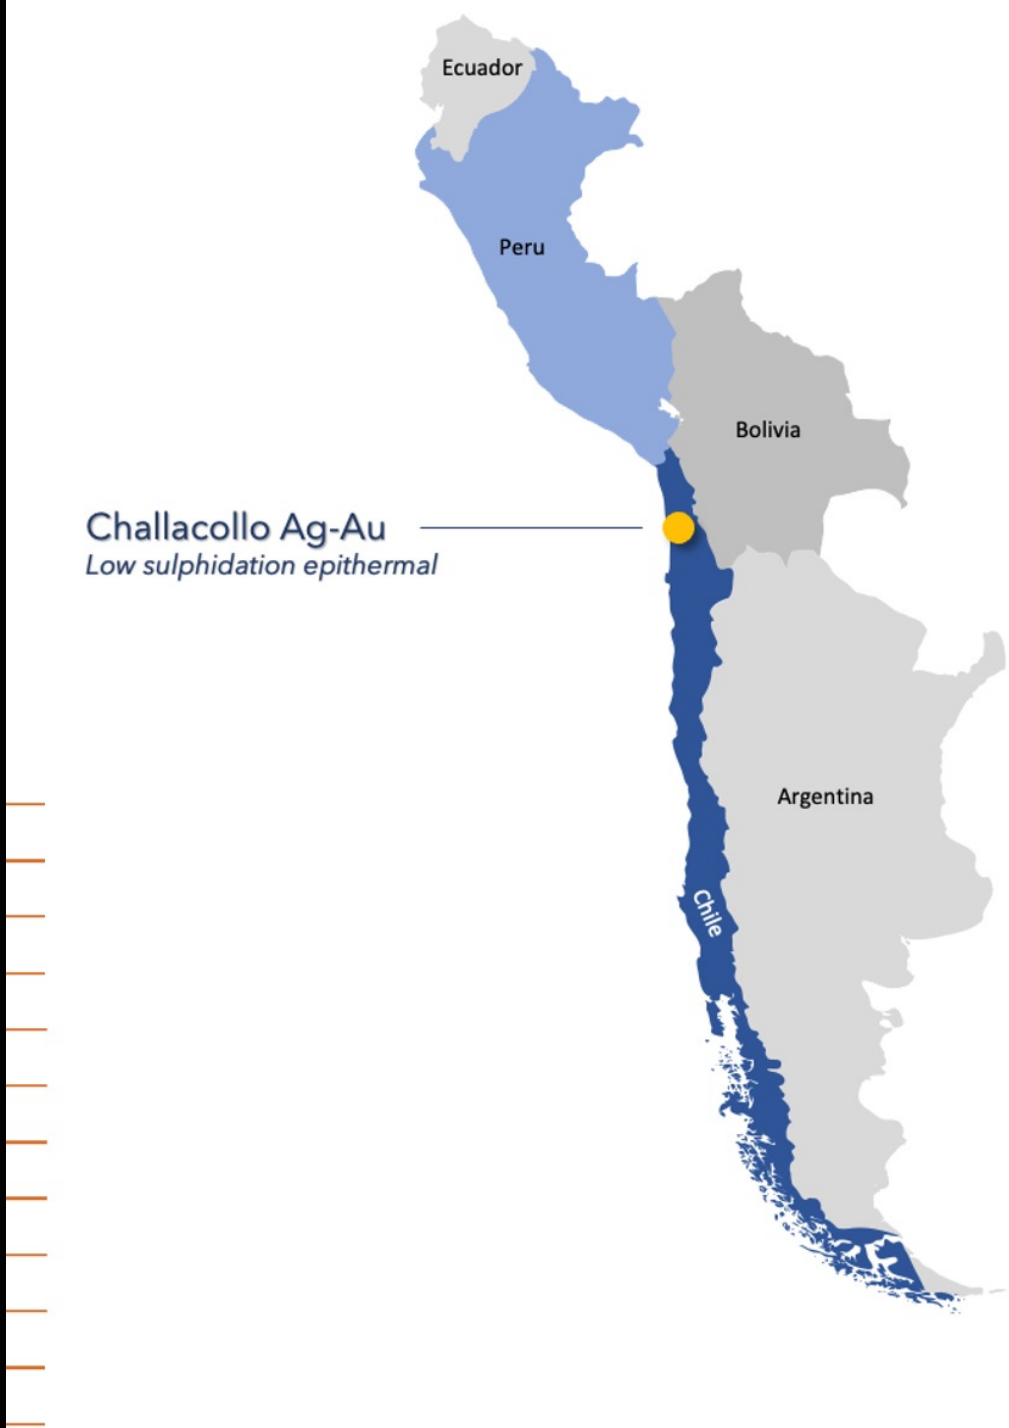 Ecuador
Peru
Bolivia
Challacollo Ag-Au
Low sulphidation epithermal
Argentina
Chile